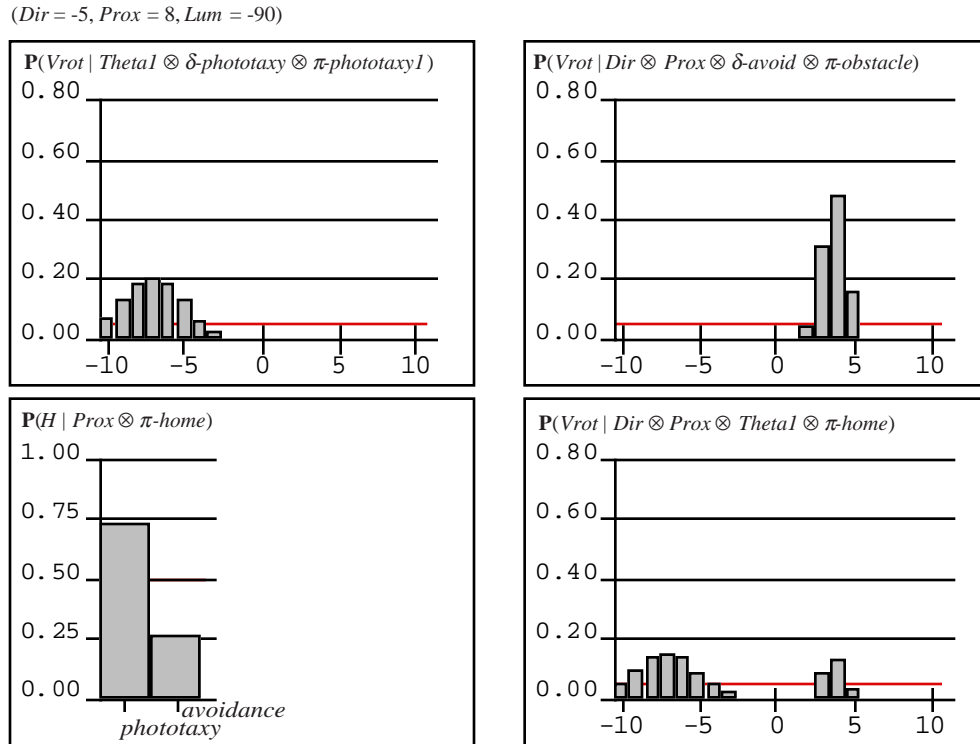 (Dir = -5, Prox = 8, Lum = -90)
P(Vrot | Theta1 ⊗ δ-phototaxy ⊗ π-phototaxy1)
0.80
0.60
0.40
0.20
0.00
-10 -5 0 5 10
P(Vrot | Dir ⊗ Prox ⊗ δ-avoid ⊗ π-obstacle)
0.80
0.60
0.40
0.20
0.00
-10 -5 0 5 10
P(H | Prox ⊗ π-home)
1.00
0.75
0.50
0.25
0.00
avoidance
phototaxy
P(Vrot | Dir ⊗ Prox ⊗ Theta1 ⊗ π-home)
0.80
0.60
0.40
0.20
0.00
-10 -5 0 5 10